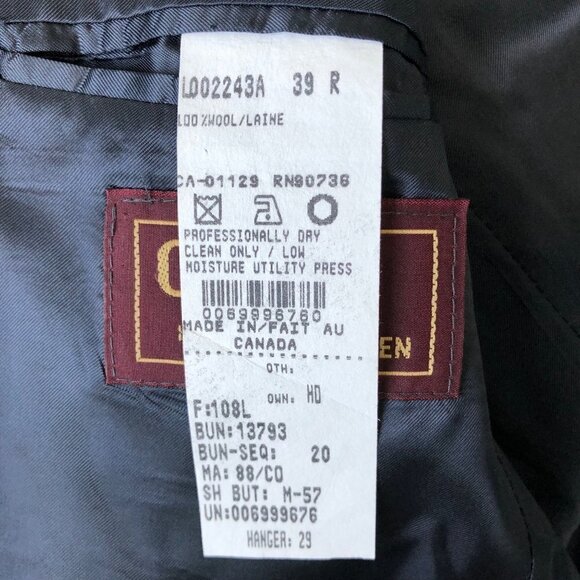 LD02243A 39 R
100%WOOL/LAINE
CA-01129 RN90736
PROFESSIONALLY DRY
CLEAN ONLY / LOW
MOISTURE UTILITY PRESS
0069996760
MADE IN/FAIT AU
CANADA
OTH:
OWN: HD
F:108L
BUN:13793
BUN-SEQ: 20
MA: 88/CO
SH BUT: M-57
UN:006999676
HANGER: 29